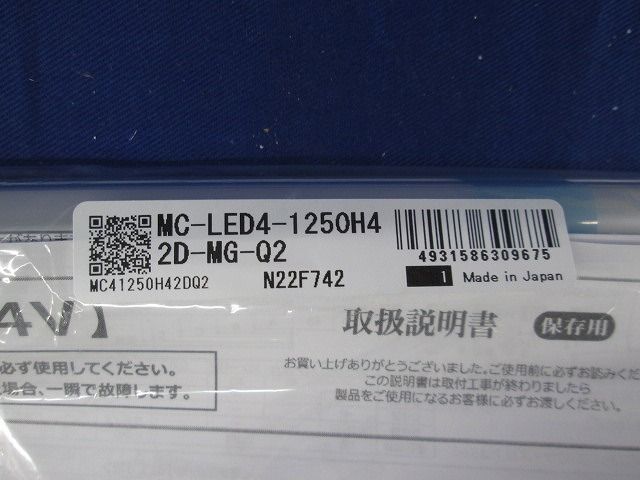 MC-LED4-1250H4
2D-MG-Q2
MC41250H42DQ2
N22F742
4931586309675
1
Made in Japan
4V】
取扱説明書
保存用
必ず使用してください。
場合、一瞬で故障します。
お買い上げありがとうございました。ご使用前に必ずお読みくだ
この説明書は取付工事が終わりましたら
製品をご使用になるお客様に必ずお渡しください。